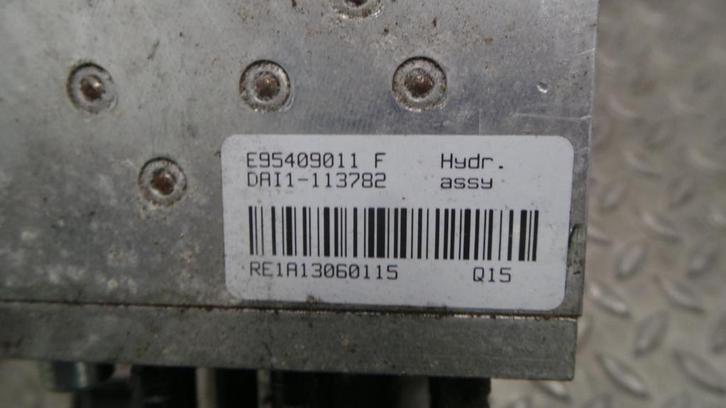 E95409011 F Hydr.
DAI1-113782 assy
RE1A13060115 Q15